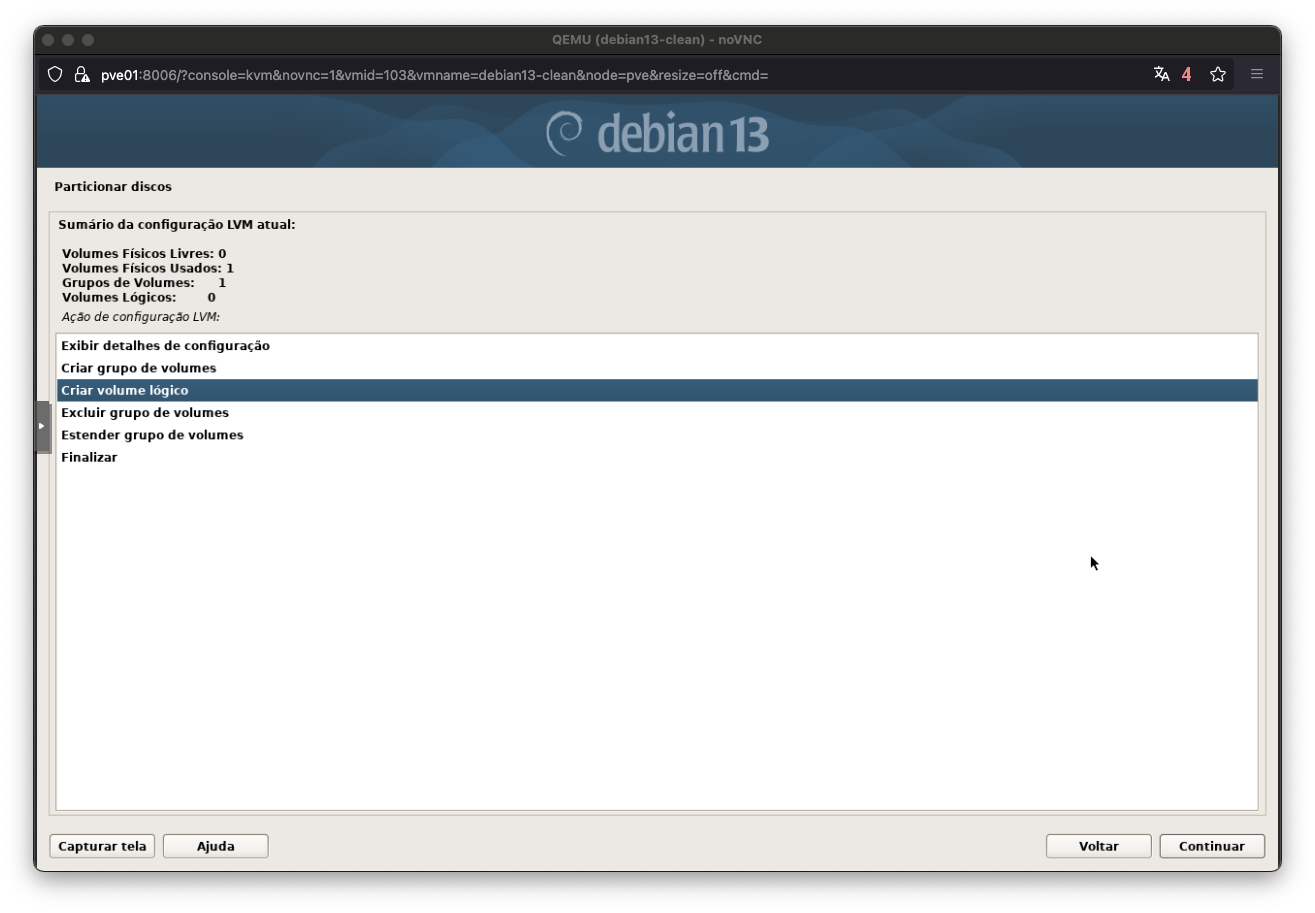 QEMU (debian13-clean) - noVNC
pve01:8006/?console=kvm&novnc=1&vmid=103&vmname=debian13-clean&node=pve&resize=off&cmd=
4
debian 13
Particionar discos
Sumário da configuração LVM atual:
Volumes Físicos Livres: 0
Volumes Físicos Usados: 1
Grupos de Volumes: 1
Volumes Lógicos: 0
Ação de configuração LVM:
Exibir detalhes de configuração
Criar grupo de volumes
Criar volume lógico
Excluir grupo de volumes
Estender grupo de volumes
Finalizar
Capturar tela Ajuda Voltar Continuar